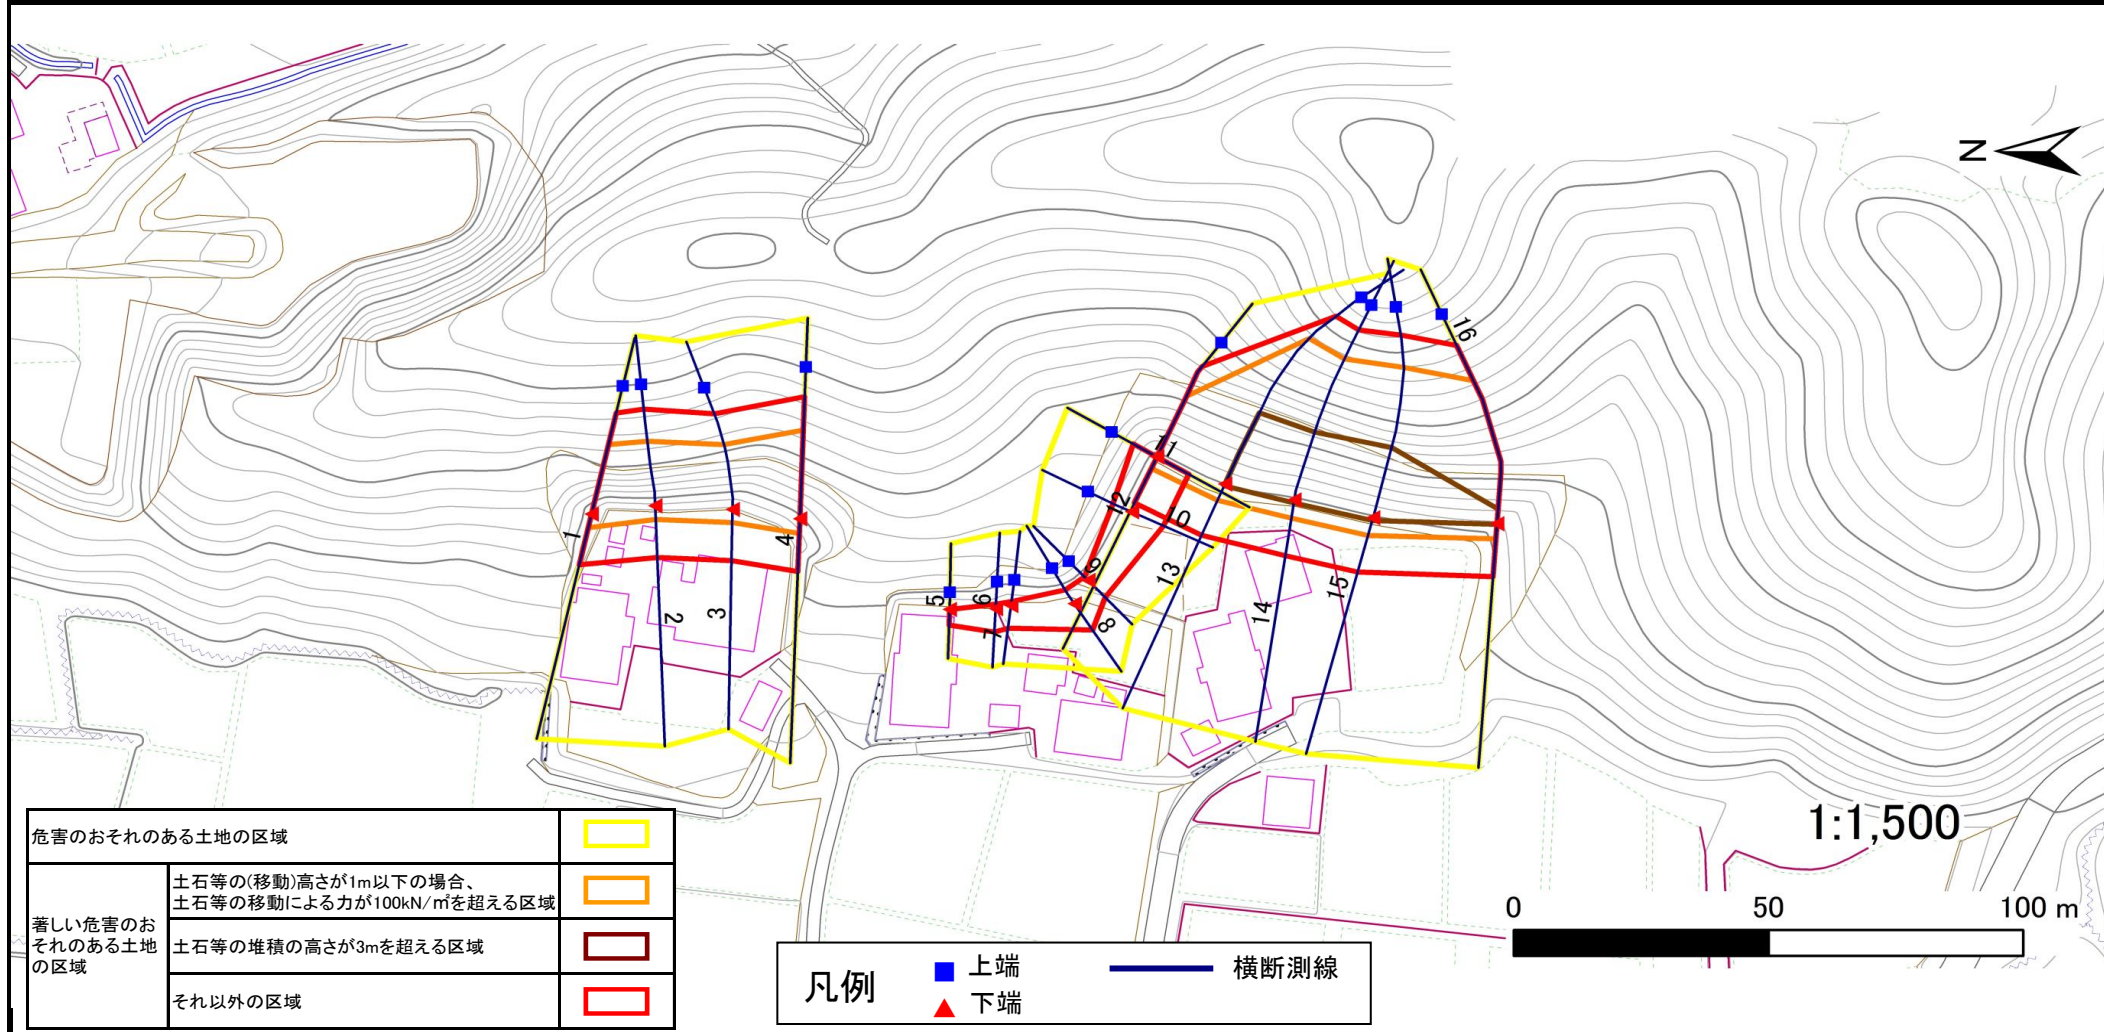 N
1
2
3
4
5
6
7
8
9
10
11
12
13
14
15
16
1:1,500
0 50 100 m
危害のおそれのある土地の区域
著しい危害のお
それのある土地
の区域
土石等の(移動)高さが1m以下の場合、
土石等の移動による力が100kN/㎡を超える区域
土石等の堆積の高さが3mを超える区域
それ以外の区域
凡例
上端
下端
横断測線